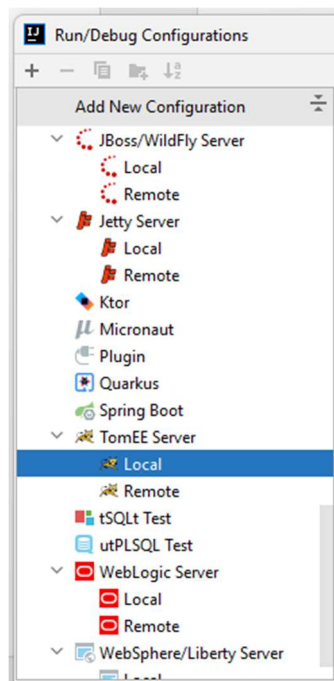 Run/Debug Configurations
Add New Configuration
JBoss/WildFly Server
Local
Remote
Jetty Server
Local
Remote
Ktor
Micronaut
Plugin
Quarkus
Spring Boot
TomEE Server
Local
Remote
tSQLt Test
utPLSQL Test
WebLogic Server
Local
Remote
WebSphere/Liberty Server
Local